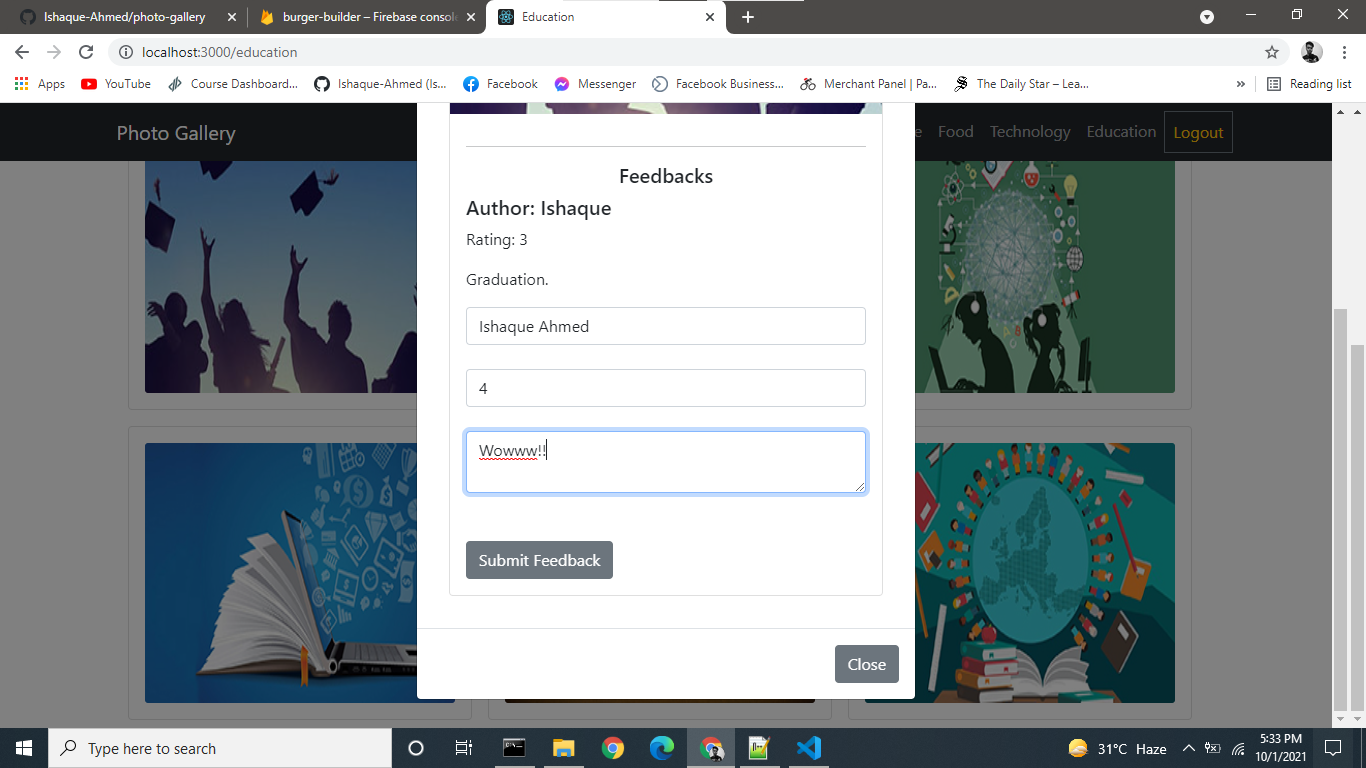 Ishaque-Ahmed/photo-gallery
burger-builder – Firebase console
Education
localhost:3000/education
Apps
YouTube
Course Dashboard...
Ishaque-Ahmed (Is...
Facebook
Messenger
Facebook Business...
Merchant Panel | Pa...
The Daily Star – Lea...
»
Reading list
Photo Gallery
e Food Technology Education Logout
Feedbacks
Author: Ishaque
Rating: 3
Graduation.
Ishaque Ahmed
4
Wowww!!
Submit Feedback
Close
Type here to search
31°C Haze
5:33 PM
10/1/2021